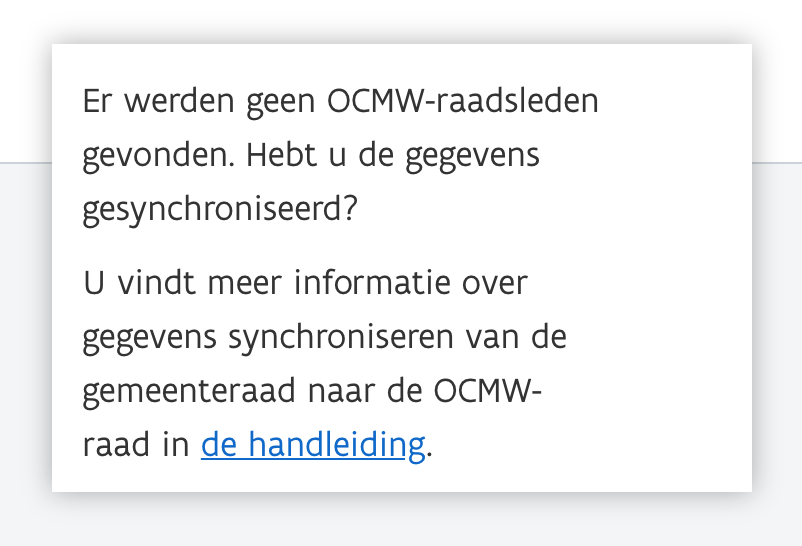 Er werden geen OCMW-raadsleden
gevonden. Hebt u de gegevens
gesynchroniseerd?
U vindt meer informatie over
gegevens synchroniseren van de
gemeenteraad naar de OCMW-
raad in de handleiding.